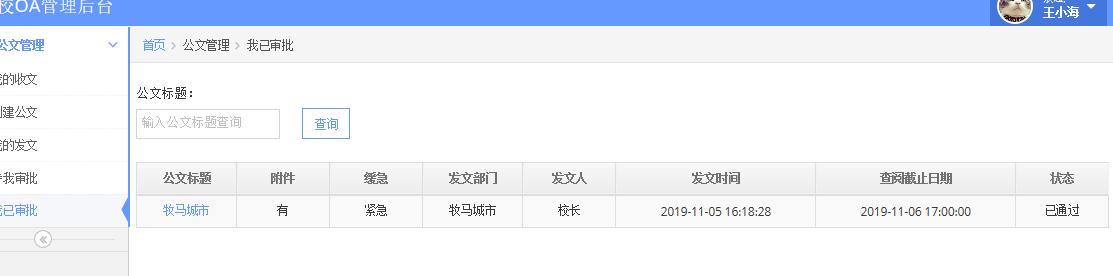 校OA管理后台
王小海
公文管理
首页 > 公文管理 > 我已审批
的收文
建公文
的发文
我审批
已审批
公文标题：
输入公文标题查询
查询
公文标题 附件 缓急 发文部门 发文人 发文时间 查阅截止日期 状态
牧马城市 有 紧急 牧马城市 校长 2019-11-05 16:18:28 2019-11-06 17:00:00 已通过